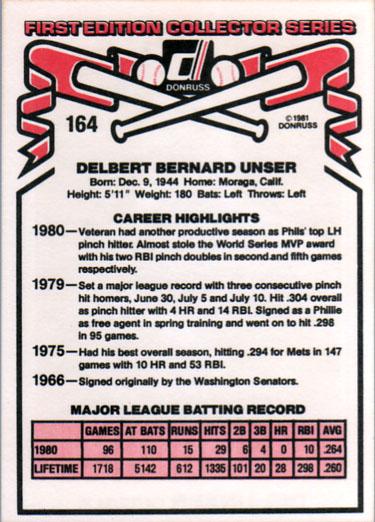 FIRST EDITION COLLECTOR SERIES
DONRUSS
164
© 1981
DONRUSS
DELBERT BERNARD UNSER
Born: Dec. 9, 1944 Home: Moraga, Calif.
Height: 5'11" Weight: 180 Bats: Left Throws: Left
CAREER HIGHLIGHTS
1980—Veteran had another productive season as Phils' top LH
pinch hitter. Almost stole the World Series MVP award
with his two RBI pinch doubles in second and fifth games
respectively.
1979—Set a major league record with three consecutive pinch
hit homers, June 30, July 5 and July 10. Hit .304 overall
as pinch hitter with 4 HR and 14 RBI. Signed as a Phillie
as free agent in spring training and went on to hit .298
in 95 games.
1975—Had his best overall season, hitting .294 for Mets in 147
games with 10 HR and 53 RBI.
1966—Signed originally by the Washington Senators.
MAJOR LEAGUE BATTING RECORD
GAMES AT BATS RUNS HITS 2B 3B HR RBI AVG
1980 96 110 15 29 6 4 0 10 .264
LIFETIME 1718 5142 612 1335 101 20 28 298 .260